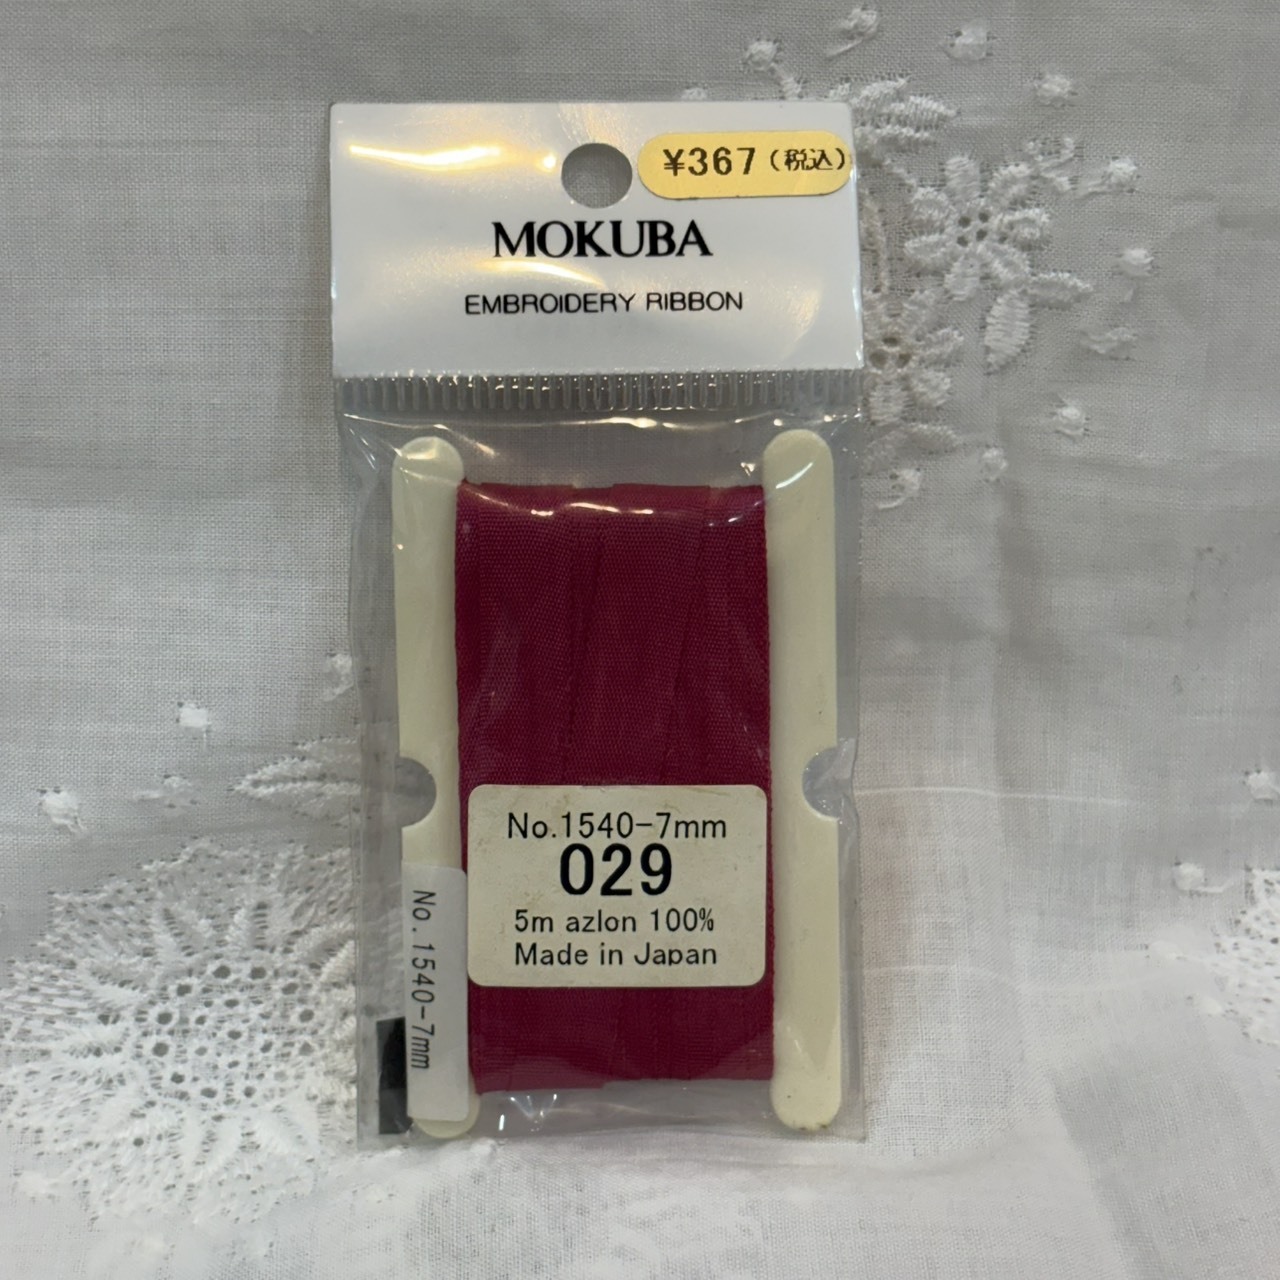 ¥367(税込)
MOKUBA
EMBROIDERY RIBBON
No.1540-7mm
029
5m azlon 100%
Made in Japan
No.1540-7mm